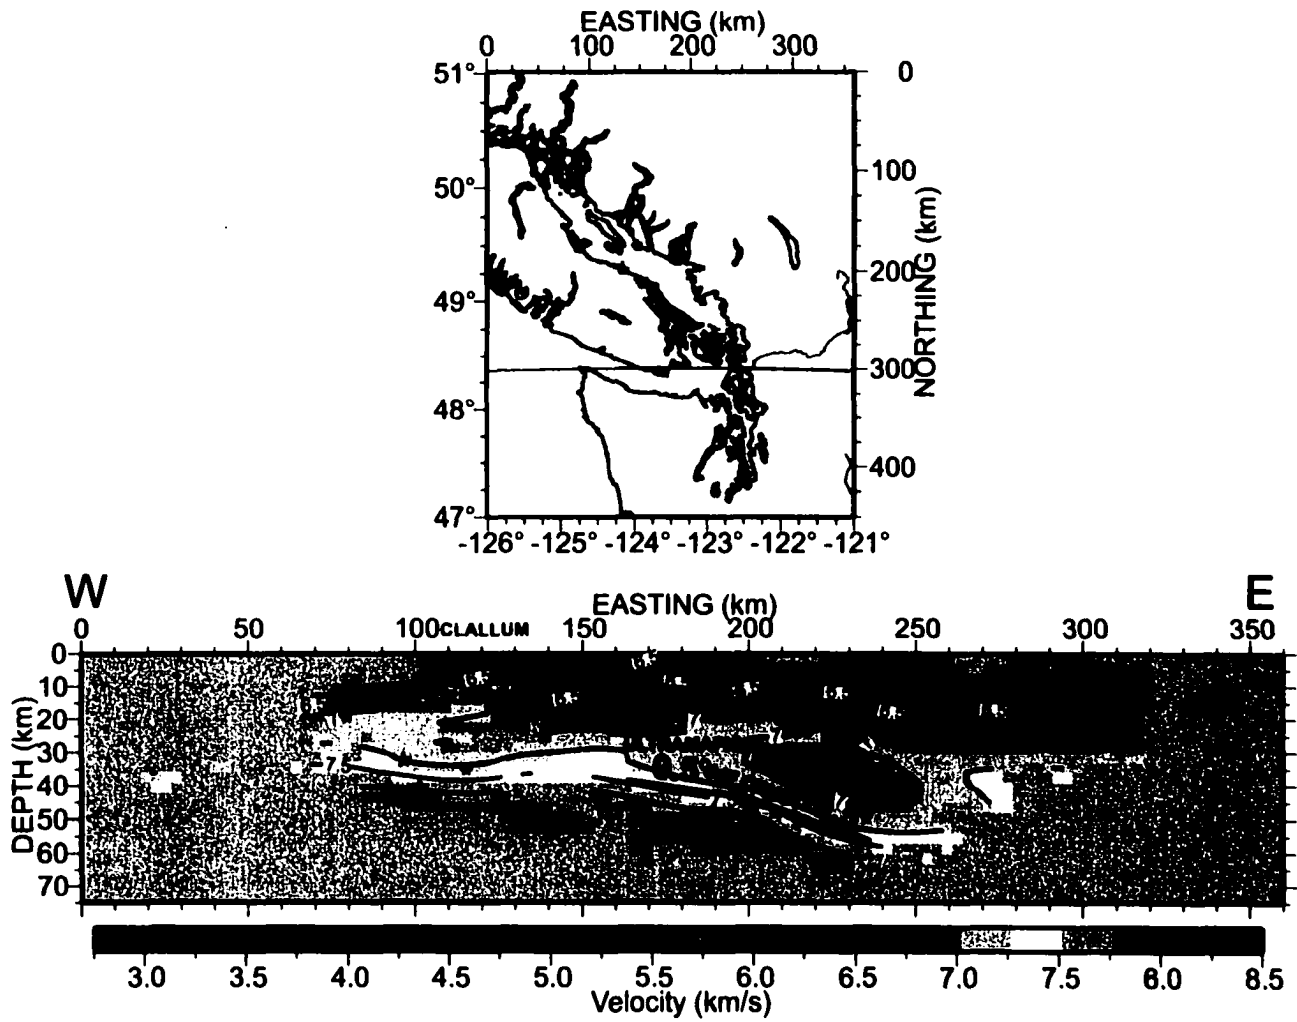 EASTING (km)
0 100 200 300
51° 0
50° 100
49° 200
300
48°
400
47°
NORTHING (km)
-126° -125° -124° -123° -122° -121°
W E
EASTING (km)
0 50 100 CLALLUM 150 200 250 300 350
0
10
20
30
40
50
60
70
DEPTH (km)
7
3.0 3.5 4.0 4.5 5.0 5.5 6.0 6.5 7.0 7.5 8.0 8.5
Velocity (km/s)